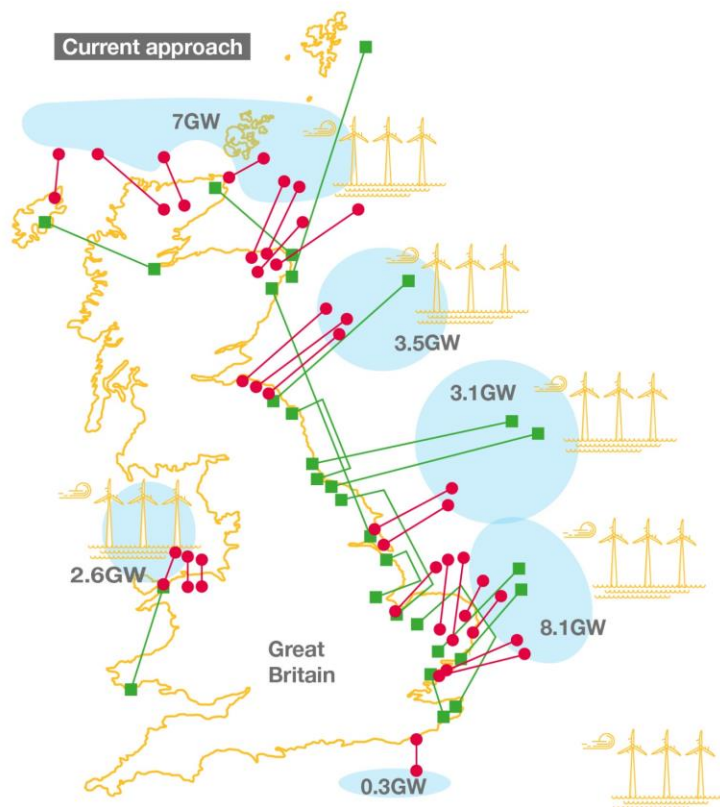 Current approach
7GW
3.5GW
3.1GW
2.6GW
8.1GW
Great
Britain
0.3GW